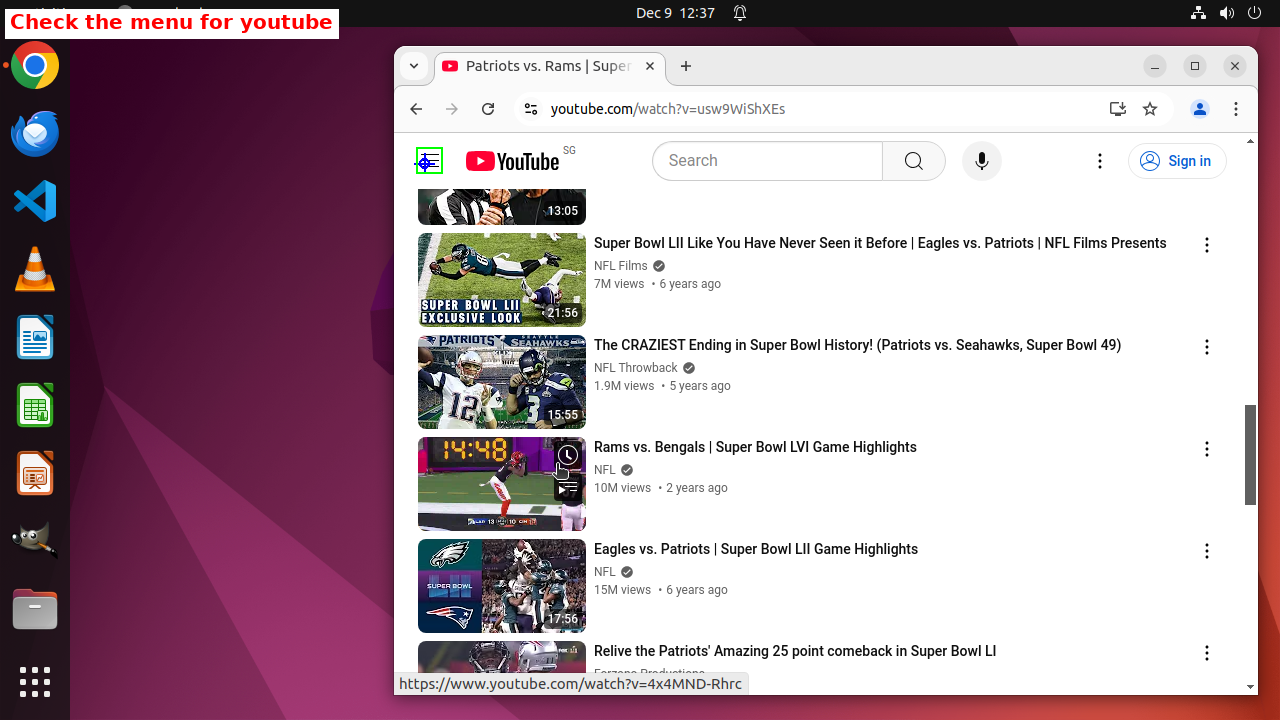 Check the menu for youtube
Dec 9 12:37
Patriots vs. Rams | Super
youtube.com/watch?v=usw9WiShXEs
YouTube SG
Search
Sign in
13:05
Super Bowl LII Like You Have Never Seen it Before | Eagles vs. Patriots | NFL Films Presents
NFL Films
7M views • 6 years ago
SUPER BOWL LII
EXCLUSIVE LOOK
21:56
The CRAZIEST Ending in Super Bowl History! (Patriots vs. Seahawks, Super Bowl 49)
NFL Throwback
1.9M views • 5 years ago
PATRIOTS VS. SEAHAWKS
15:55
Rams vs. Bengals | Super Bowl LVI Game Highlights
NFL
10M views • 2 years ago
14:48
Eagles vs. Patriots | Super Bowl LII Game Highlights
NFL
15M views • 6 years ago
SUPER BOWL
LII
17:56
Relive the Patriots' Amazing 25 point comeback in Super Bowl LI
https://www.youtube.com/watch?v=4x4MND-Rhrc